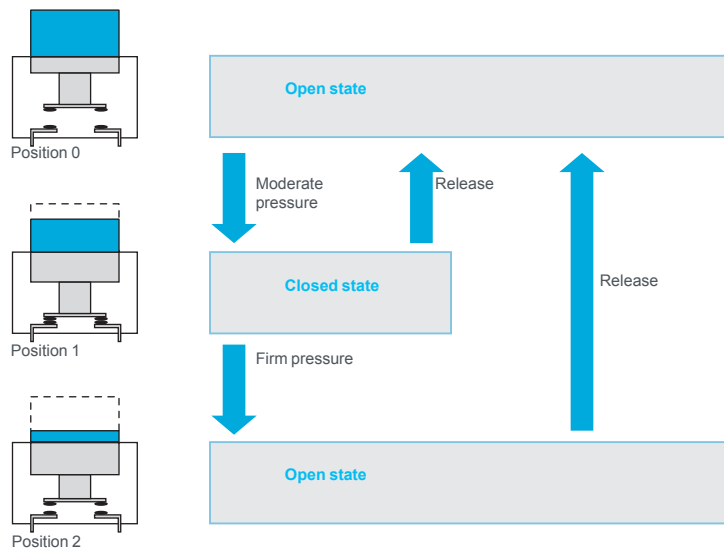 Open state
Position 0
Moderate
pressure
Release
Release
Closed state
Position 1
Firm pressure
Open state
Position 2